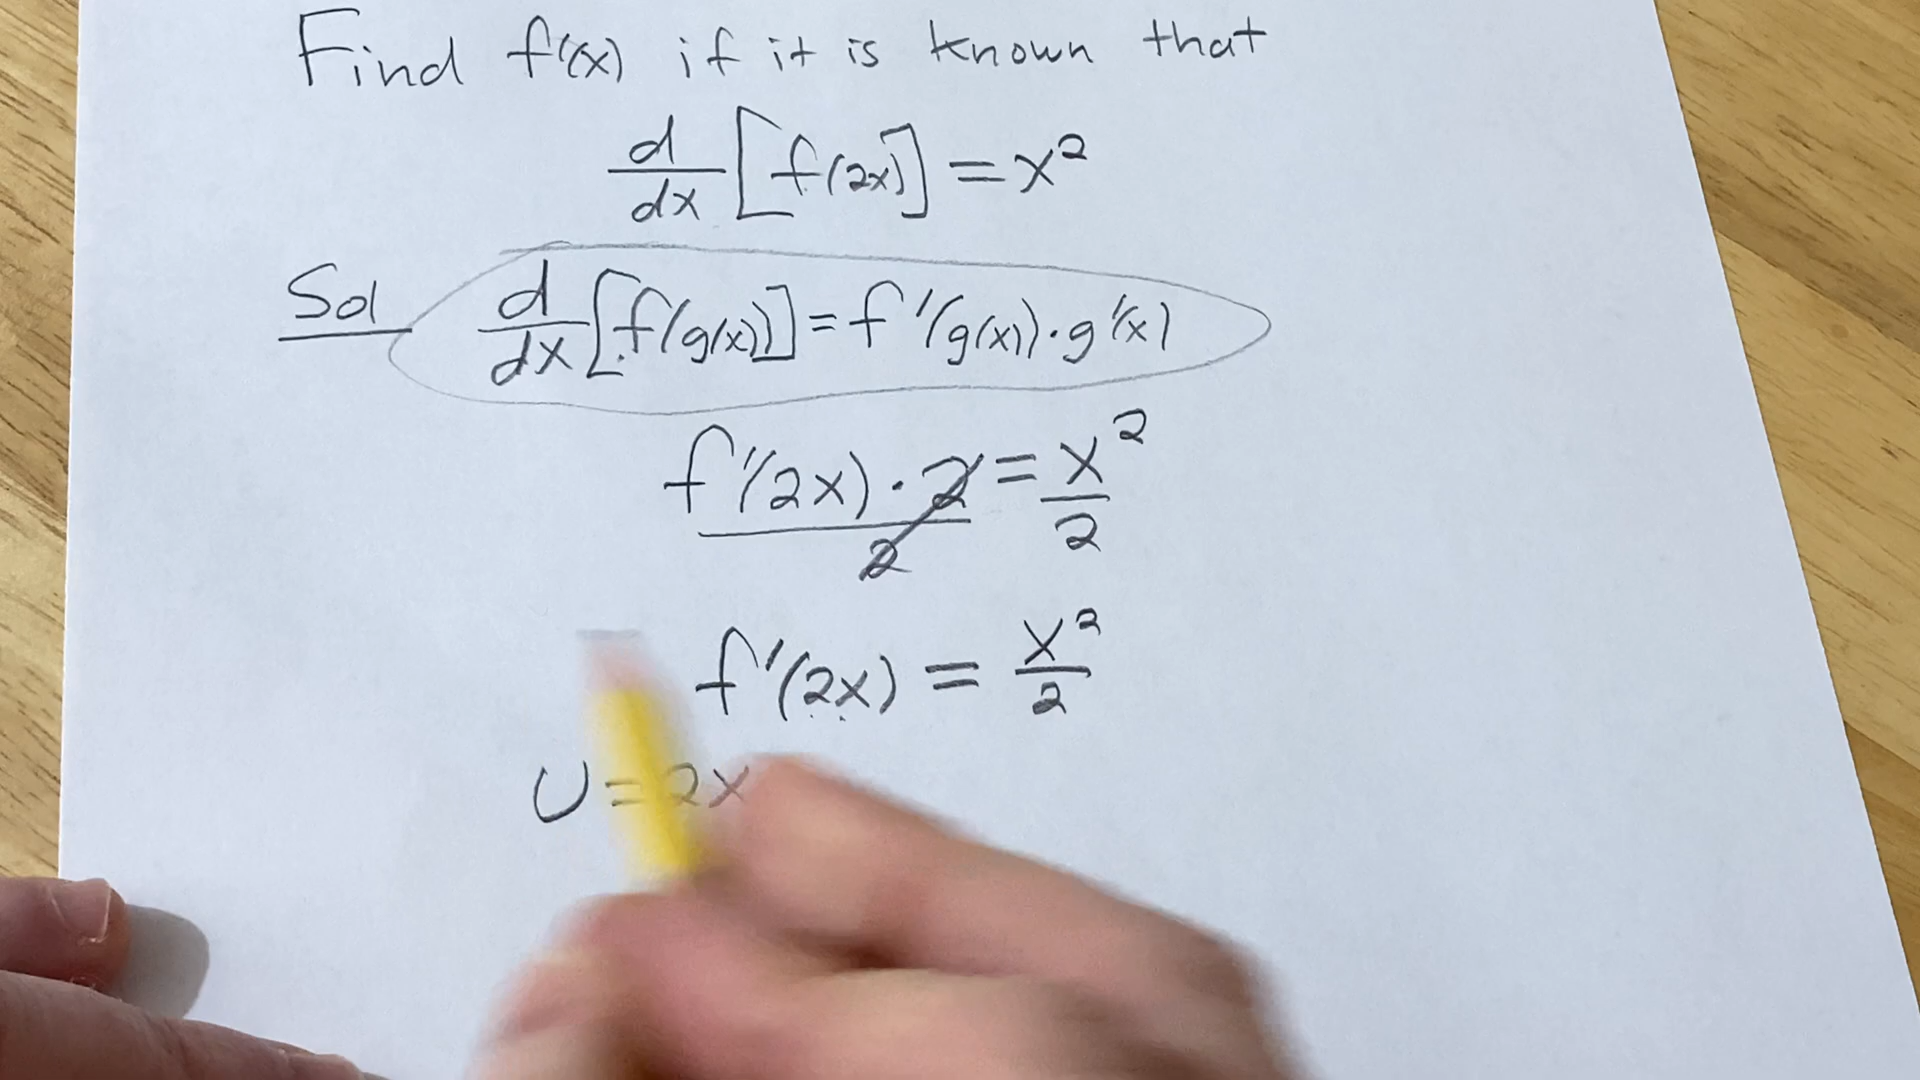 Find f'(x) if it is known that
d/dx [f(2x)] = x²
Sol d/dx [f(g(x))] = f'(g(x)) · g'(x)
f'(2x) · 2 / 2 = x² / 2
f'(2x) = x² / 2
U = 2x